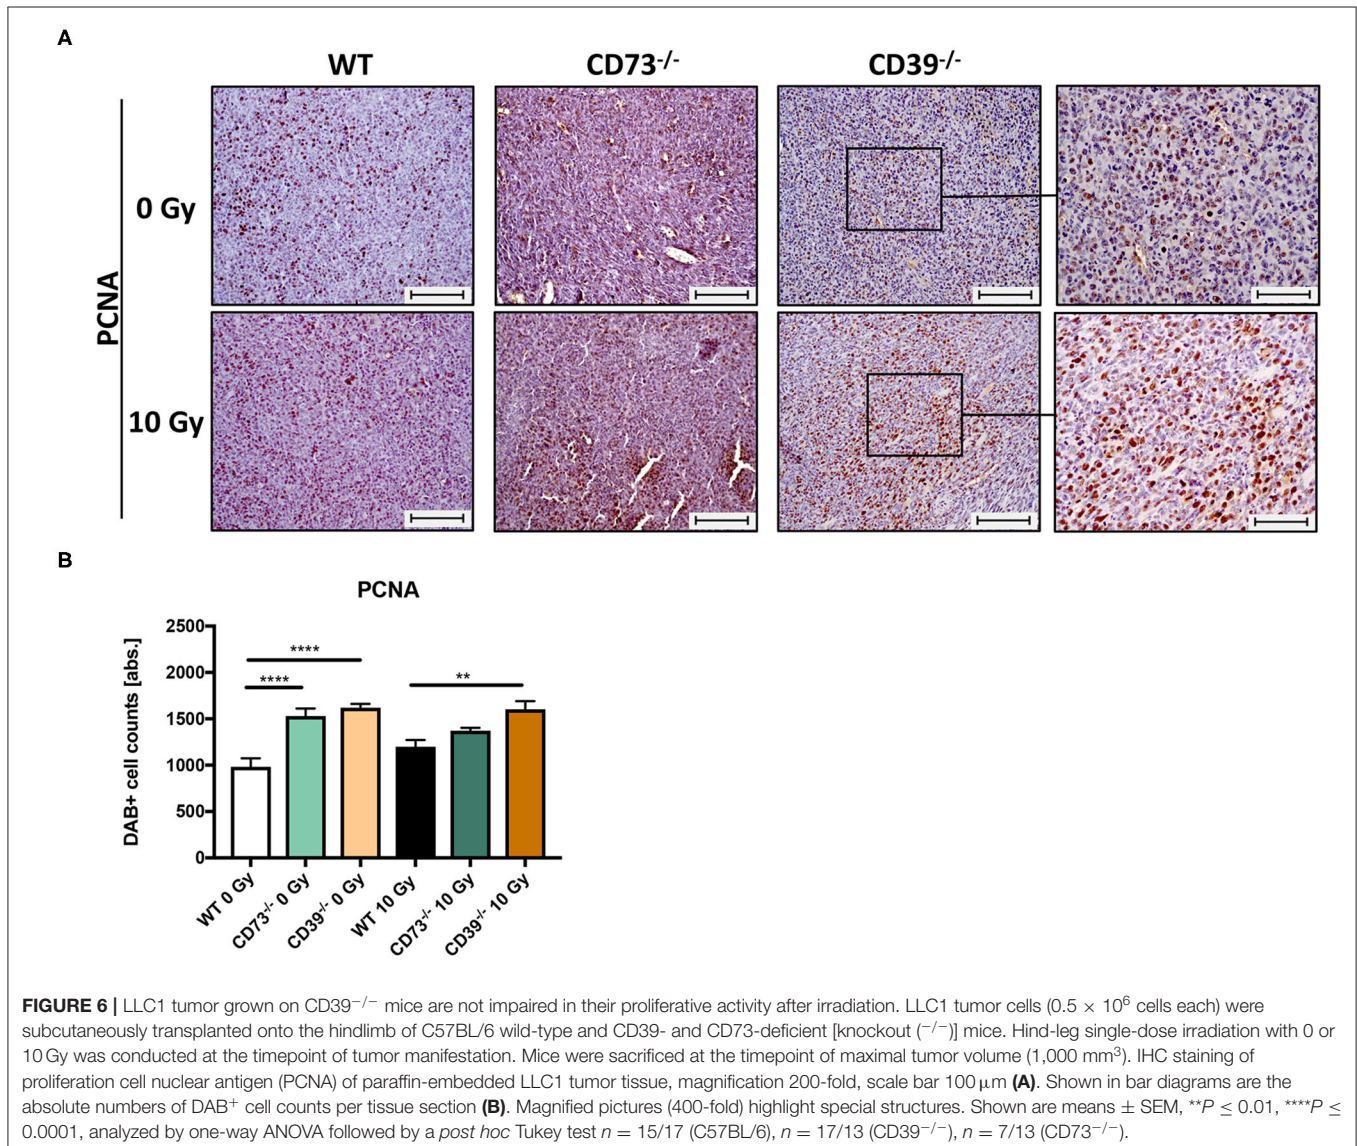 A
WT
CD73-/-
CD39-/-
PCNA
0 Gy
10 Gy
B
PCNA
DAB+ cell counts [abs.]
2500
2000
1500
1000
500
0
****
****
**
WT 0 Gy
CD73-/- 0 Gy
CD39-/- 0 Gy
WT 10 Gy
CD73-/- 10 Gy
CD39-/- 10 Gy
FIGURE 6 | LLC1 tumor grown on CD39−/− mice are not impaired in their proliferative activity after irradiation. LLC1 tumor cells (0.5 × 10⁶ cells each) were
subcutaneously transplanted onto the hindlimb of C57BL/6 wild-type and CD39- and CD73-deficient [knockout (−/−)] mice. Hind-leg single-dose irradiation with 0 or
10 Gy was conducted at the timepoint of tumor manifestation. Mice were sacrificed at the timepoint of maximal tumor volume (1,000 mm³). IHC staining of
proliferation cell nuclear antigen (PCNA) of paraffin-embedded LLC1 tumor tissue, magnification 200-fold, scale bar 100 μm (A). Shown in bar diagrams are the
absolute numbers of DAB⁺ cell counts per tissue section (B). Magnified pictures (400-fold) highlight special structures. Shown are means ± SEM, **P ≤ 0.01, ****P ≤
0.0001, analyzed by one-way ANOVA followed by a post hoc Tukey test n = 15/17 (C57BL/6), n = 17/13 (CD39−/−), n = 7/13 (CD73−/−).